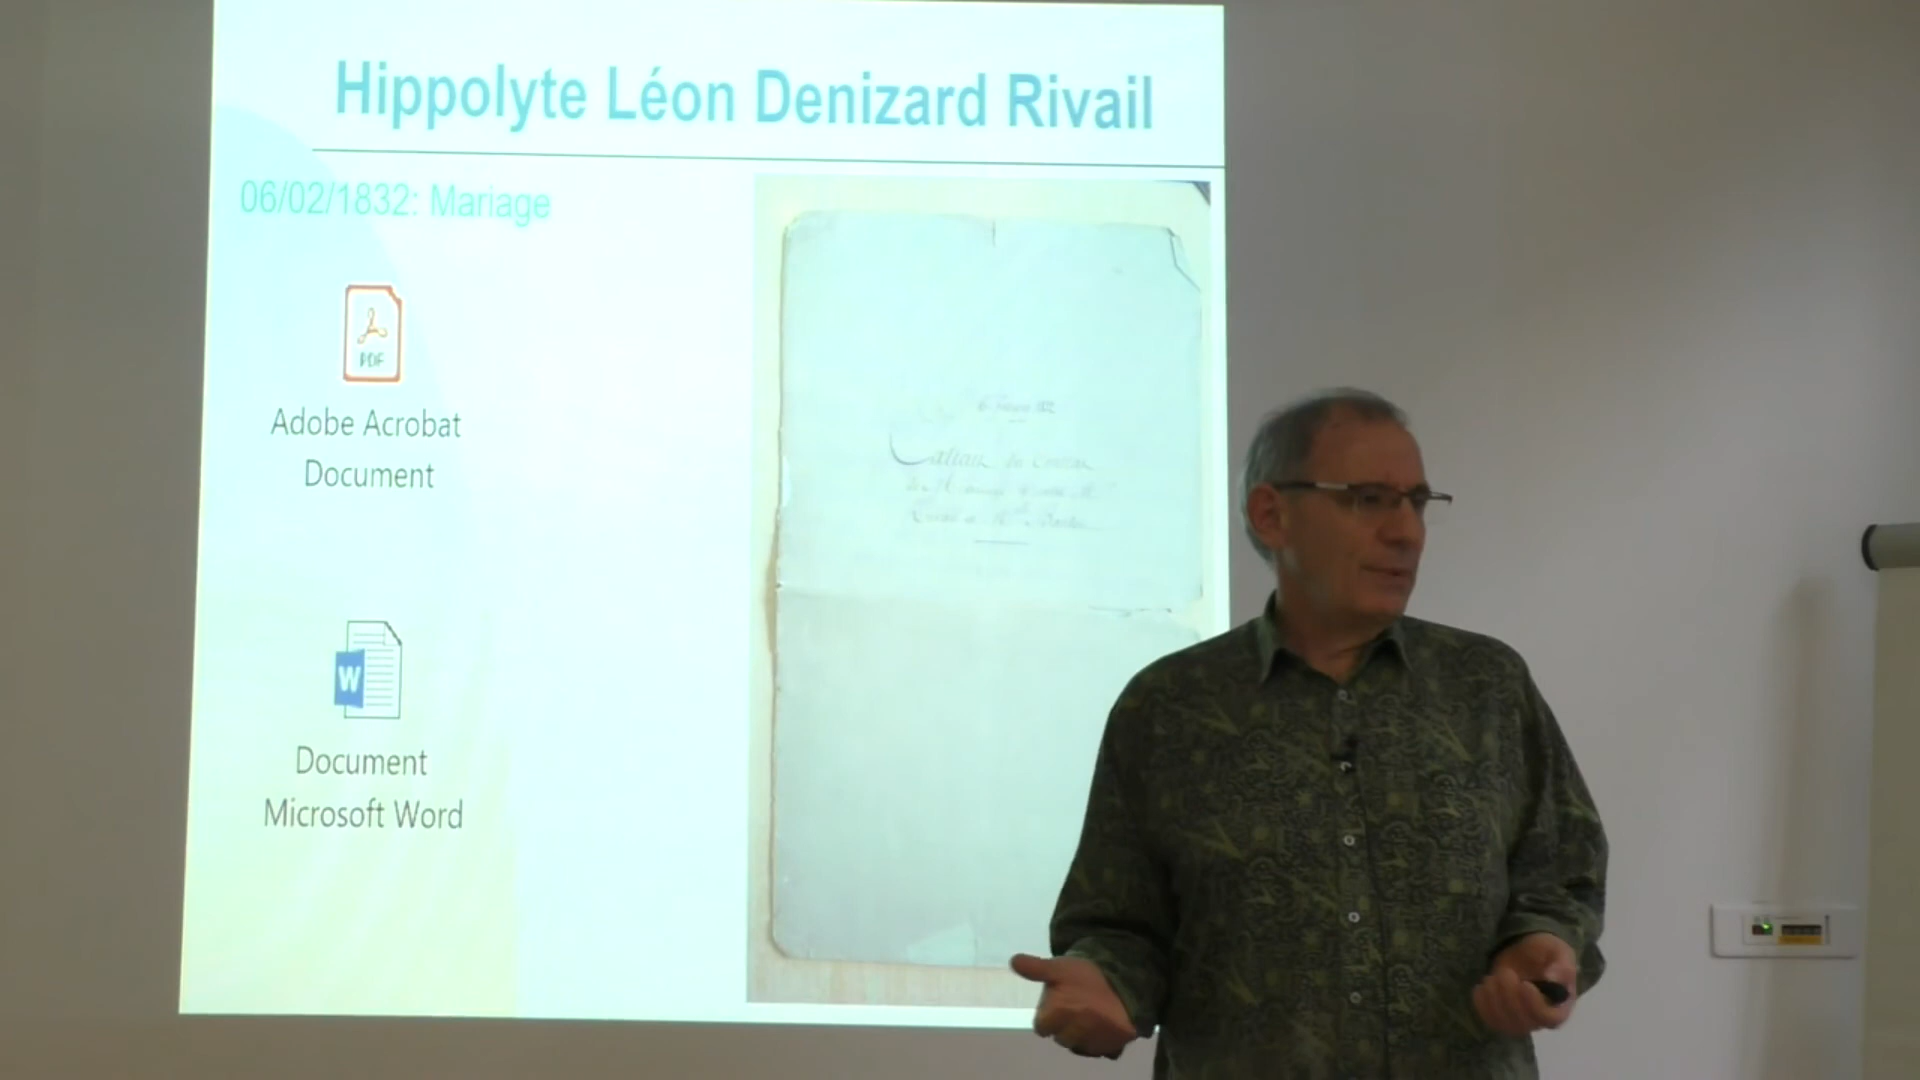 Hippolyte Léon Denizard Rivail
06/02/1832: Mariage
PDF
Adobe Acrobat
Document
W
Document
Microsoft Word